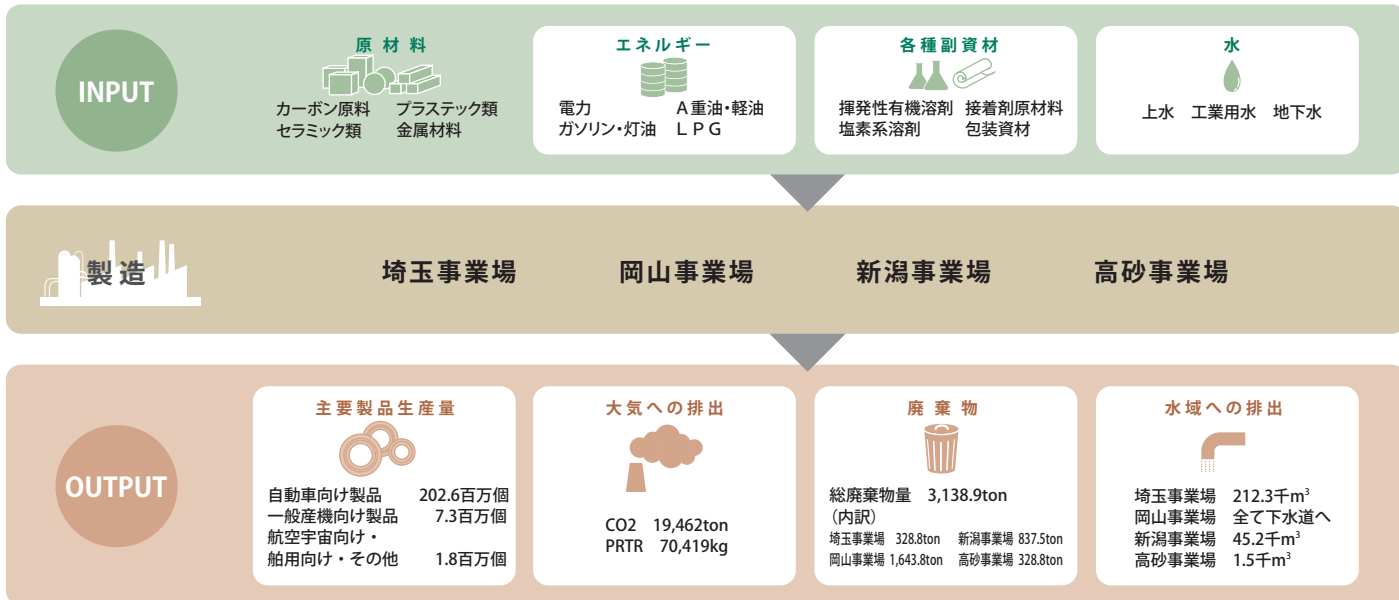 INPUT
原材料
カーボン原料 プラステック類
セラミック類 金属材料
エネルギー
電力 A重油・軽油
ガソリン・灯油 LPG
各種副資材
揮発性有機溶剤 接着剤原材料
塩素系溶剤 包装資材
水
上水 工業用水 地下水
製造
埼玉事業場 岡山事業場 新潟事業場 高砂事業場
OUTPUT
主要製品生産量
自動車向け製品 202.6百万個
一般産機向け製品 7.3百万個
航空宇宙向け・
舶用向け・その他 1.8百万個
大気への排出
CO2 19,462ton
PRTR 70,419kg
廃棄物
総廃棄物量 3,138.9ton
(内訳)
埼玉事業場 328.8ton 新潟事業場 837.5ton
岡山事業場 1,643.8ton 高砂事業場 328.8ton
水域への排出
埼玉事業場 212.3千m³
岡山事業場 全て下水道へ
新潟事業場 45.2千m³
高砂事業場 1.5千m³